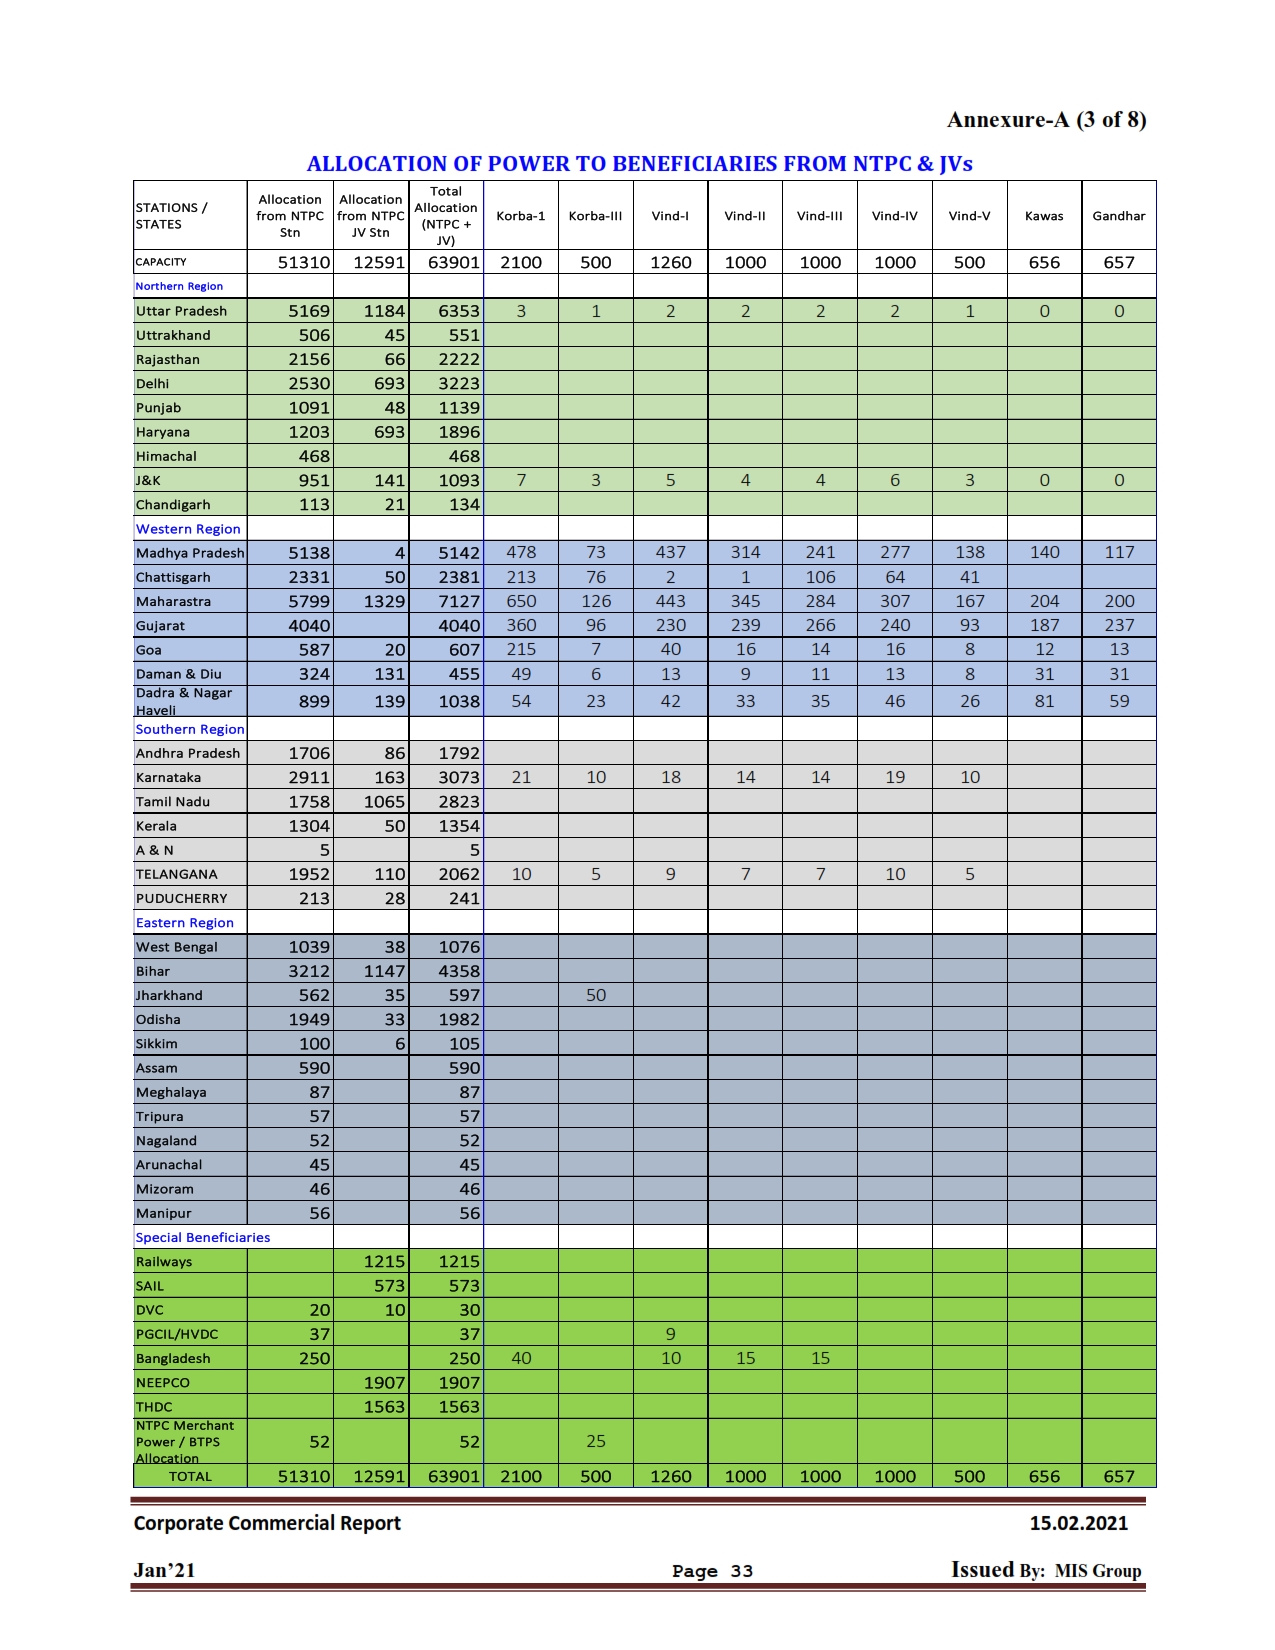 Annexure-A (3 of 8)
ALLOCATION OF POWER TO BENEFICIARIES FROM NTPC & JVs
STATIONS / STATES Allocation from NTPC Stn Allocation from NTPC JV Stn Total Allocation (NTPC + JV) Korba-1 Korba-III Vind-I Vind-II Vind-III Vind-IV Vind-V Kawas Gandhar
CAPACITY 51310 12591 63901 2100 500 1260 1000 1000 1000 500 656 657
Northern Region
Uttar Pradesh 5169 1184 6353 3 1 2 2 2 2 1 0 0
Uttrakhand 506 45 551
Rajasthan 2156 66 2222
Delhi 2530 693 3223
Punjab 1091 48 1139
Haryana 1203 693 1896
Himachal 468 468
J&K 951 141 1093 7 3 5 4 4 6 3 0 0
Chandigarh 113 21 134
Western Region
Madhya Pradesh 5138 4 5142 478 73 437 314 241 277 138 140 117
Chattisgarh 2331 50 2381 213 76 2 1 106 64 41
Maharastra 5799 1329 7127 650 126 443 345 284 307 167 204 200
Gujarat 4040 4040 360 96 230 239 266 240 93 187 237
Goa 587 20 607 215 7 40 16 14 16 8 12 13
Daman & Diu 324 131 455 49 6 13 9 11 13 8 31 31
Dadra & Nagar Haveli 899 139 1038 54 23 42 33 35 46 26 81 59
Southern Region
Andhra Pradesh 1706 86 1792
Karnataka 2911 163 3073 21 10 18 14 14 19 10
Tamil Nadu 1758 1065 2823
Kerala 1304 50 1354
A & N 5 5
TELANGANA 1952 110 2062 10 5 9 7 7 10 5
PUDUCHERRY 213 28 241
Eastern Region
West Bengal 1039 38 1076
Bihar 3212 1147 4358
Jharkhand 562 35 597 50
Odisha 1949 33 1982
Sikkim 100 6 105
Assam 590 590
Meghalaya 87 87
Tripura 57 57
Nagaland 52 52
Arunachal 45 45
Mizoram 46 46
Manipur 56 56
Special Beneficiaries
Railways 1215 1215
SAIL 573 573
DVC 20 10 30
PGCIL/HVDC 37 37 9
Bangladesh 250 250 40 10 15 15
NEEPCO 1907 1907
THDC 1563 1563
NTPC Merchant Power / BTPS Allocation 52 52 25
TOTAL 51310 12591 63901 2100 500 1260 1000 1000 1000 500 656 657
Corporate Commercial Report 15.02.2021
Jan’21 Page 33 Issued By: MIS Group